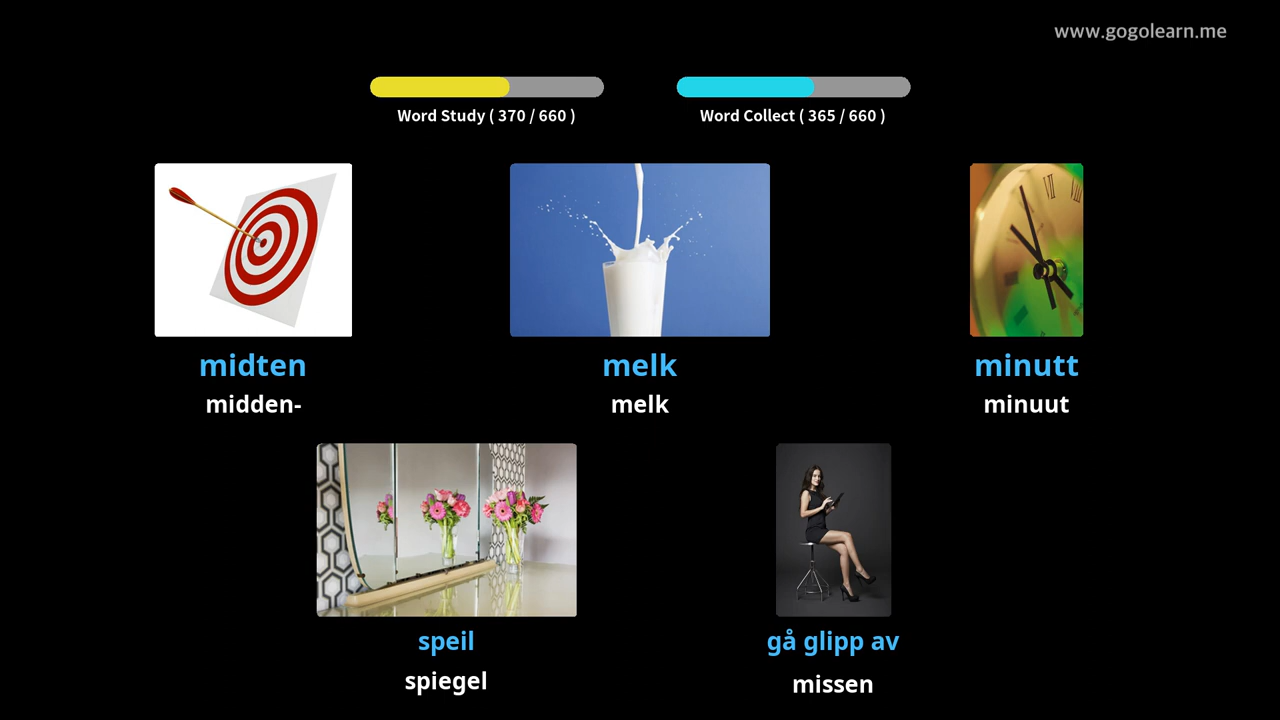 www.gogolearn.me
Word Study ( 370 / 660 )
Word Collect ( 365 / 660 )
midten
midden-
melk
melk
minutt
minuut
speil
spiegel
gå glipp av
missen